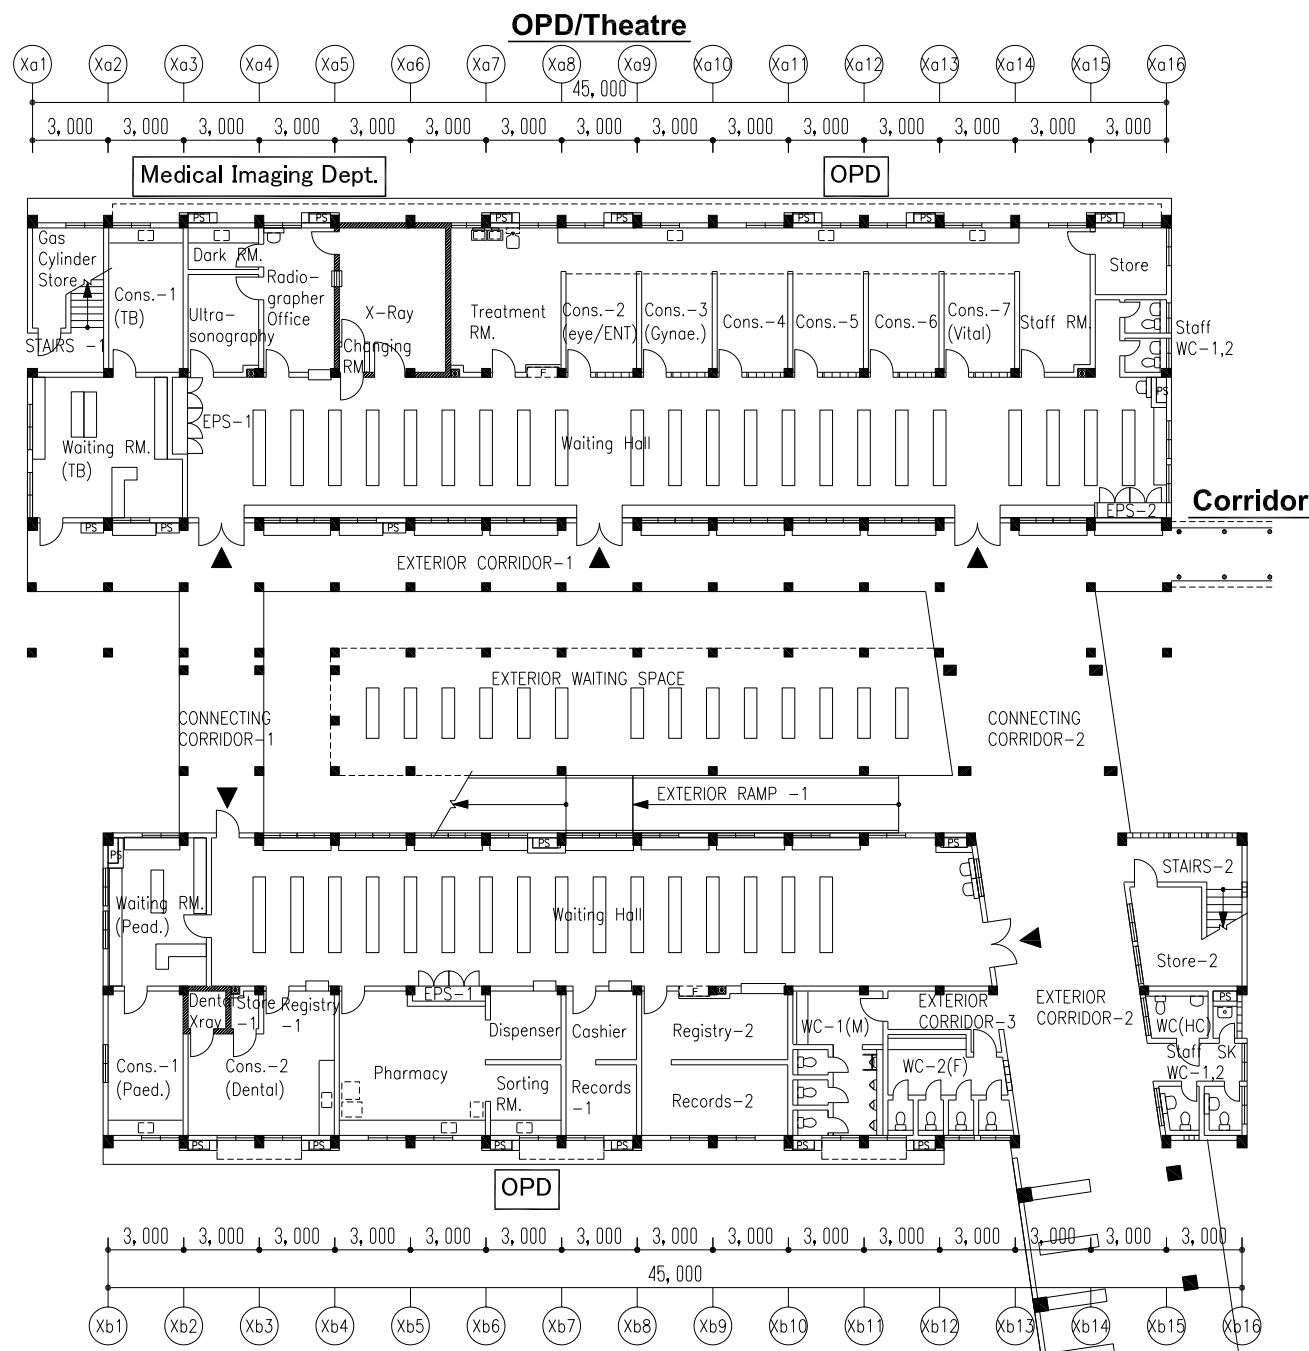 OPD/Theatre
Xa1 Xa2 Xa3 Xa4 Xa5 Xa6 Xa7 Xa8 Xa9 Xa10 Xa11 Xa12 Xa13 Xa14 Xa15 Xa16
45,000
3,000 3,000 3,000 3,000 3,000 3,000 3,000 3,000 3,000 3,000 3,000 3,000 3,000 3,000 3,000
Medical Imaging Dept.
OPD
PS PS PS PS PS PS PS
Gas
Cylinder
Store
STAIRS -1
Cons.-1
(TB)
Dark RM.
Ultra-
sonography
Radio-
grapher
Office
X-Ray
Changing
RM.
Treatment
RM.
F
Cons.-2
(eye/ENT)
Cons.-3
(Gynae.)
Cons.-4
Cons.-5
Cons.-6
Cons.-7
(Vital)
Staff RM.
Store
Staff
WC-1,2
PS
Waiting RM.
(TB)
EPS-1
Waiting Hall
EPS-2
Corridor
PS PS PS
EXTERIOR CORRIDOR-1
EXTERIOR WAITING SPACE
CONNECTING
CORRIDOR-1
CONNECTING
CORRIDOR-2
EXTERIOR RAMP -1
PS PS PS
Waiting RM.
(Pead.)
Waiting Hall
STAIRS-2
Store-2
EPS-1
F
Dental
Xray
Store
-1
Registry
-1
Cons.-1
(Paed.)
Cons.-2
(Dental)
Pharmacy
Dispenser
Sorting
RM.
Cashier
Records
-1
Registry-2
Records-2
WC-1(M)
EXTERIOR
CORRIDOR-3
WC-2(F)
EXTERIOR
CORRIDOR-2
PS
WC(HC)
Staff
WC-1,2
SK
PS PS PS PS PS PS
OPD
3,000 3,000 3,000 3,000 3,000 3,000 3,000 3,000 3,000 3,000 3,000 3,000 3,000 3,000 3,000
45,000
Xb1 Xb2 Xb3 Xb4 Xb5 Xb6 Xb7 Xb8 Xb9 Xb10 Xb11 Xb12 Xb13 Xb14 Xb15 Xb16